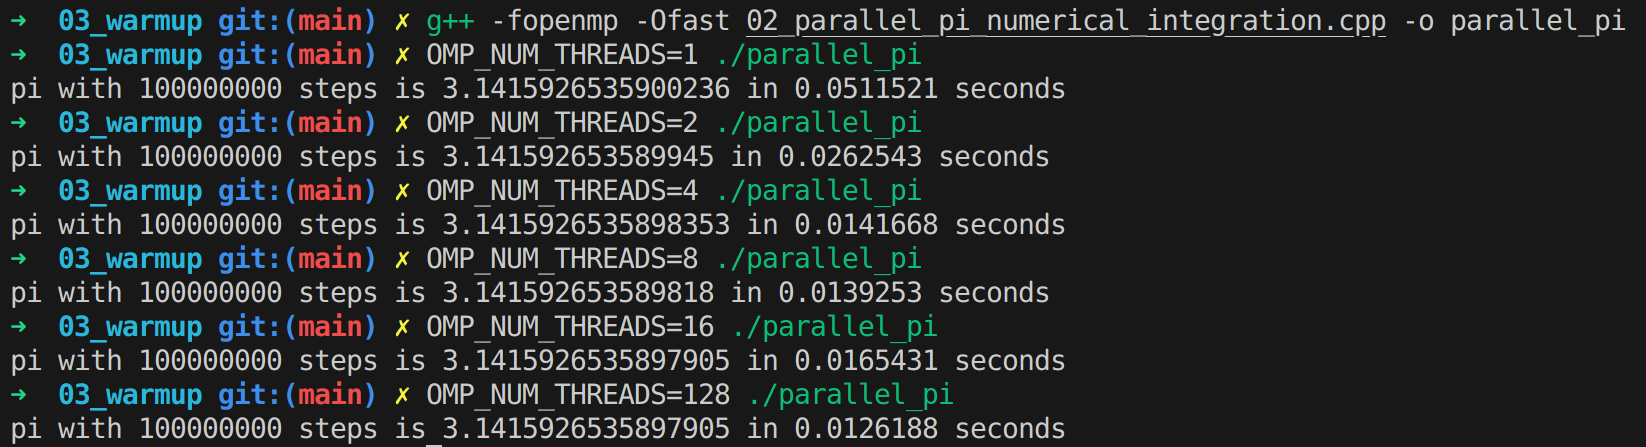 ➜  03_warmup git:(main) ✗ g++ -fopenmp -Ofast 02_parallel_pi_numerical_integration.cpp -o parallel_pi
➜  03_warmup git:(main) ✗ OMP_NUM_THREADS=1 ./parallel_pi
pi with 100000000 steps is 3.1415926535900236 in 0.0511521 seconds
➜  03_warmup git:(main) ✗ OMP_NUM_THREADS=2 ./parallel_pi
pi with 100000000 steps is 3.141592653589945 in 0.0262543 seconds
➜  03_warmup git:(main) ✗ OMP_NUM_THREADS=4 ./parallel_pi
pi with 100000000 steps is 3.1415926535898353 in 0.0141668 seconds
➜  03_warmup git:(main) ✗ OMP_NUM_THREADS=8 ./parallel_pi
pi with 100000000 steps is 3.141592653589818 in 0.0139253 seconds
➜  03_warmup git:(main) ✗ OMP_NUM_THREADS=16 ./parallel_pi
pi with 100000000 steps is 3.1415926535897905 in 0.0165431 seconds
➜  03_warmup git:(main) ✗ OMP_NUM_THREADS=128 ./parallel_pi
pi with 100000000 steps is 3.1415926535897905 in 0.0126188 seconds